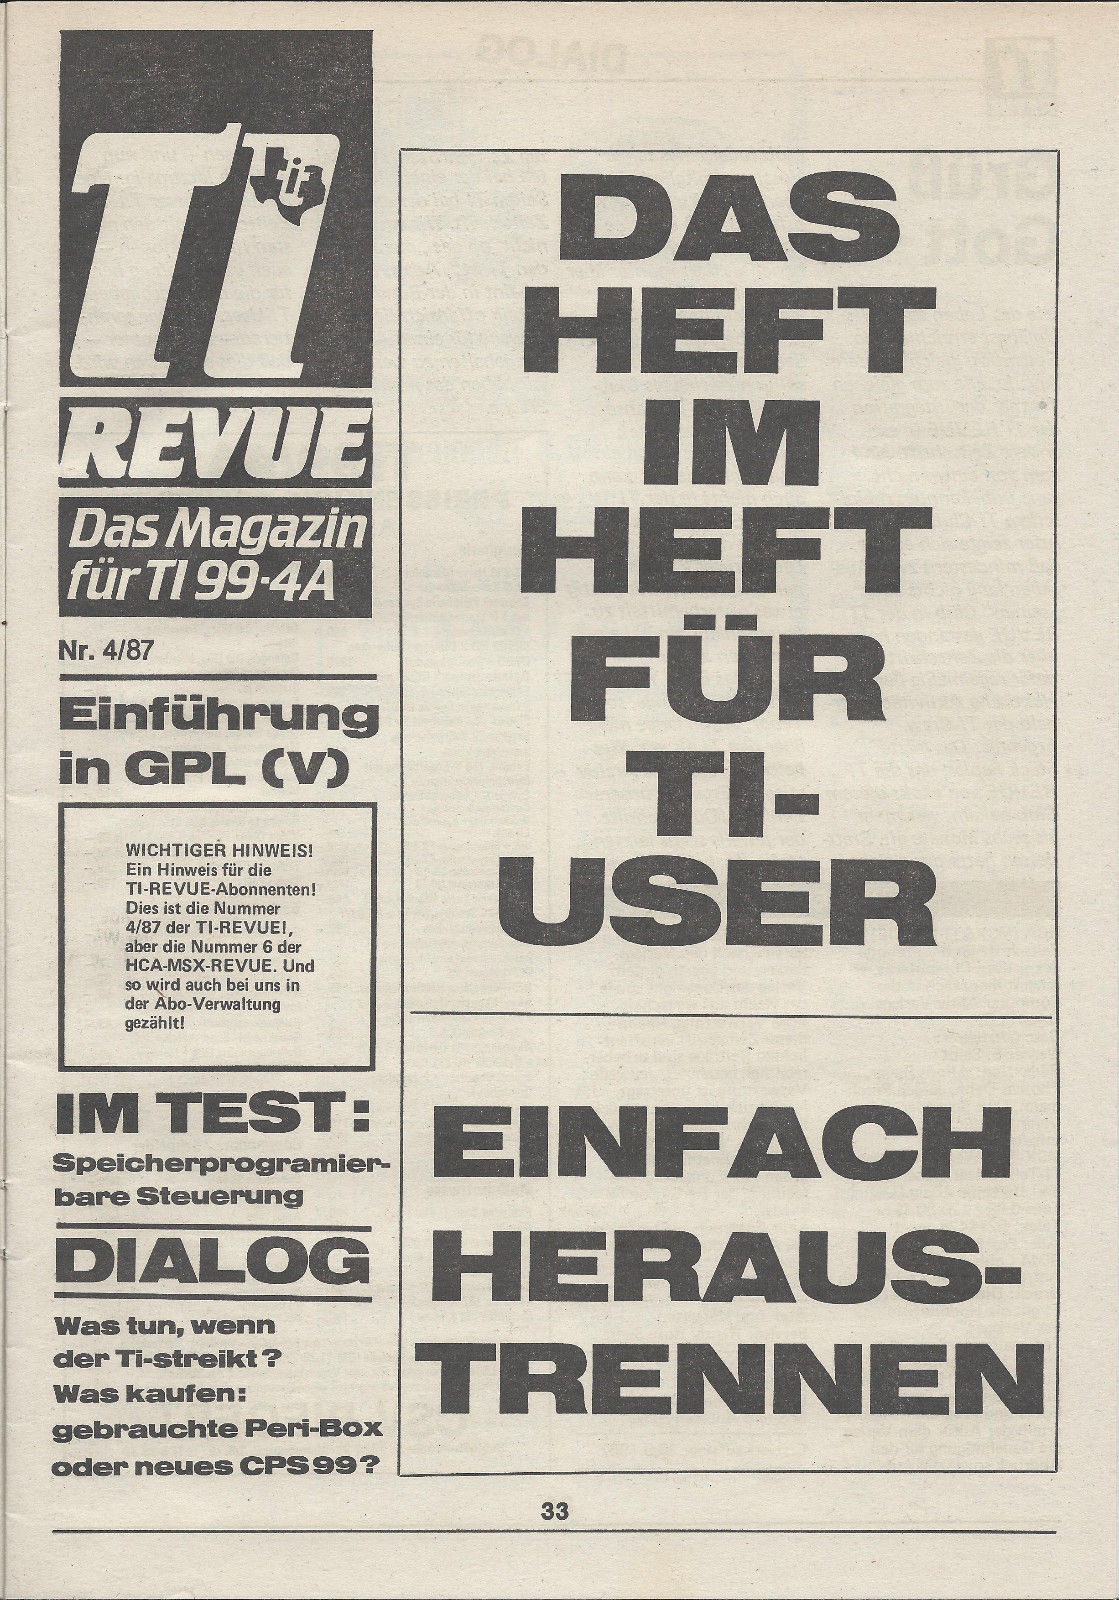 TI
T·i·
REVUE
Das Magazin
für TI 99·4A
Nr. 4/87
Einführung
in GPL (V)
WICHTIGER HINWEIS!
Ein Hinweis für die
TI-REVUE-Abonnenten!
Dies ist die Nummer
4/87 der TI-REVUE!,
aber die Nummer 6 der
HCA-MSX-REVUE. Und
so wird auch bei uns in
der Abo-Verwaltung
gezählt!
IM TEST:
Speicherprogramier-
bare Steuerung
DIALOG
Was tun, wenn
der Ti-streikt?
Was kaufen:
gebrauchte Peri-Box
oder neues CPS 99?
DAS
HEFT
IM
HEFT
FÜR
TI-
USER
EINFACH
HERAUS-
TRENNEN
33